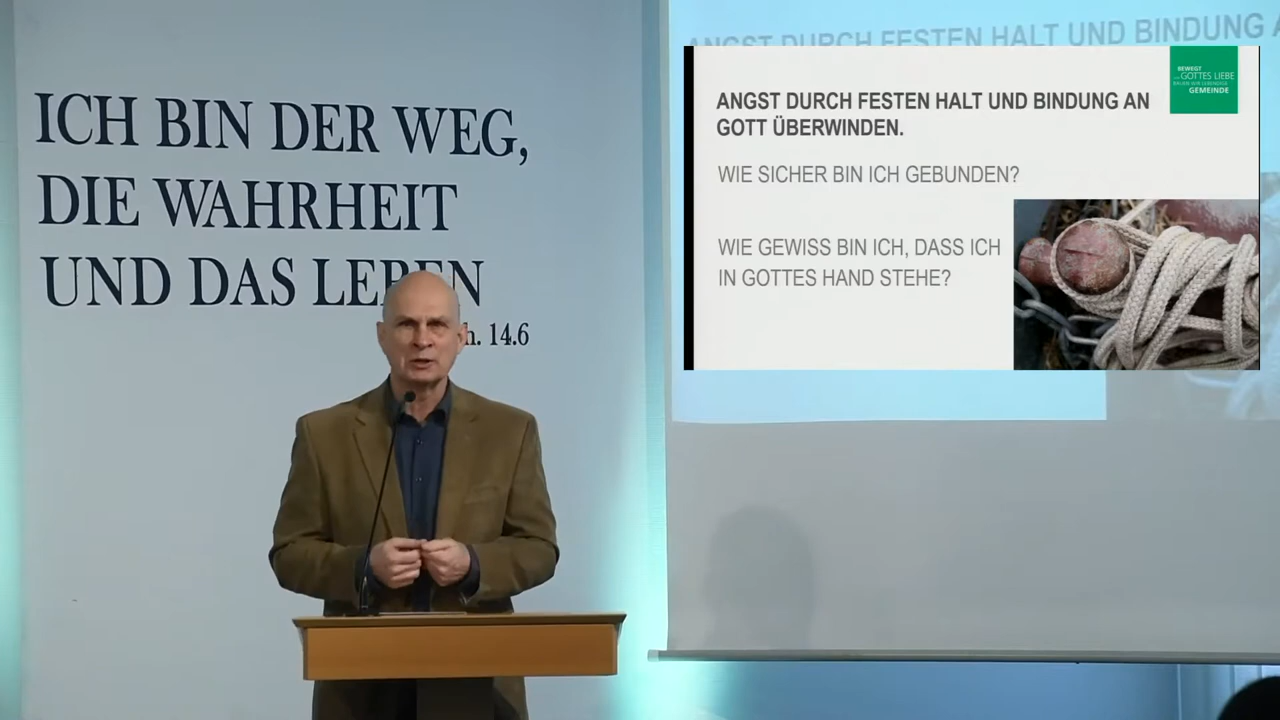 ICH BIN DER WEG,
DIE WAHRHEIT
UND DAS LEBEN
h. 14.6
ANGST DURCH FESTEN HALT UND BINDUNG A
ANGST DURCH FESTEN HALT UND BINDUNG AN
GOTT ÜBERWINDEN.
WIE SICHER BIN ICH GEBUNDEN?
WIE GEWISS BIN ICH, DASS ICH
IN GOTTES HAND STEHE?
BEWEGT
GOTTES LIEBE
GEMEINDE